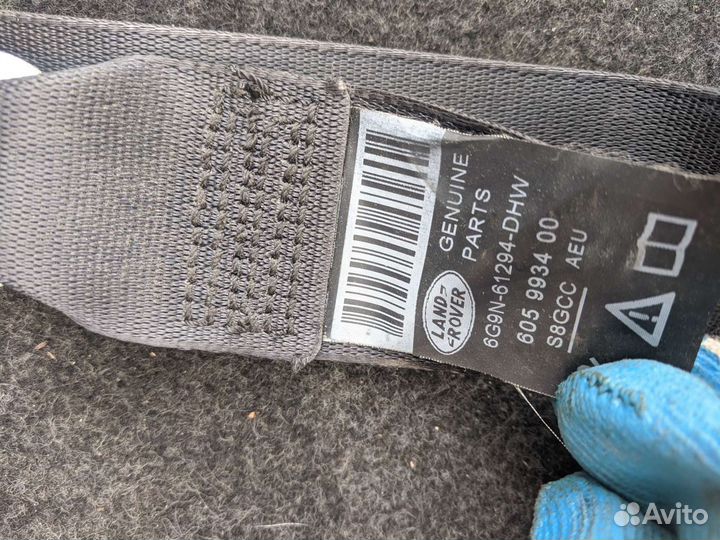 GENUINE
PARTS
LAND
ROVER
6G9N-61294-DHW
605 9934 00
S8GCC AEU
Avito